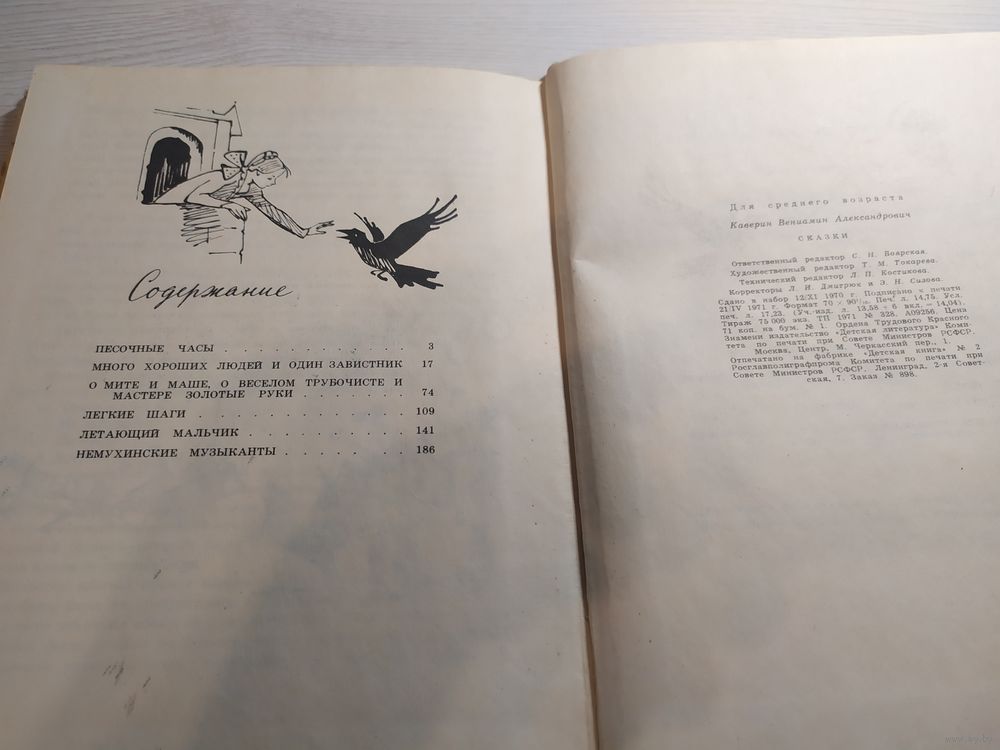 Содержание
ПЕСОЧНЫЕ ЧАСЫ . . . . . . . . . . . . 3
МНОГО ХОРОШИХ ЛЮДЕЙ И ОДИН ЗАВИСТНИК 17
О МИТЕ И МАШЕ, О ВЕСЕЛОМ ТРУБОЧИСТЕ И
МАСТЕРЕ ЗОЛОТЫЕ РУКИ . . . . . . . 74
ЛЕГКИЕ ШАГИ . . . . . . . . . . . . . 109
ЛЕТАЮЩИЙ МАЛЬЧИК . . . . . . . . . . 141
НЕМУХИНСКИЕ МУЗЫКАНТЫ . . . . . . 186
Для среднего возраста
Каверин Вениамин Александрович
СКАЗКИ
Ответственный редактор С. Н. Боярская.
Художественный редактор Т. М. Токарева.
Технический редактор Л. П. Костикова.
Корректоры Л. И. Дмитрюк и Э. Н. Сизова.
Сдано в набор 12/XI 1970 г. Подписано к печати
21/IV 1971 г. Формат 70 × 90¹/₁₆. Печ. л. 14,75. Усл.
печ. л. 17,23. (Уч.-изд. л. 13,58 + 6 вкл. = 14,04).
Тираж 75 000 экз. ТП 1971 № 328. А09256. Цена
71 коп. на бум. № 1. Ордена Трудового Красного
Знамени издательство «Детская литература» Коми-
тета по печати при Совете Министров РСФСР.
Москва, Центр, М. Черкасский пер., 1.
Отпечатано на фабрике «Детская книга» № 2
Росглавполиграфпрома Комитета по печати при
Совете Министров РСФСР. Ленинград, 2-я Совет-
ская, 7. Заказ № 898.